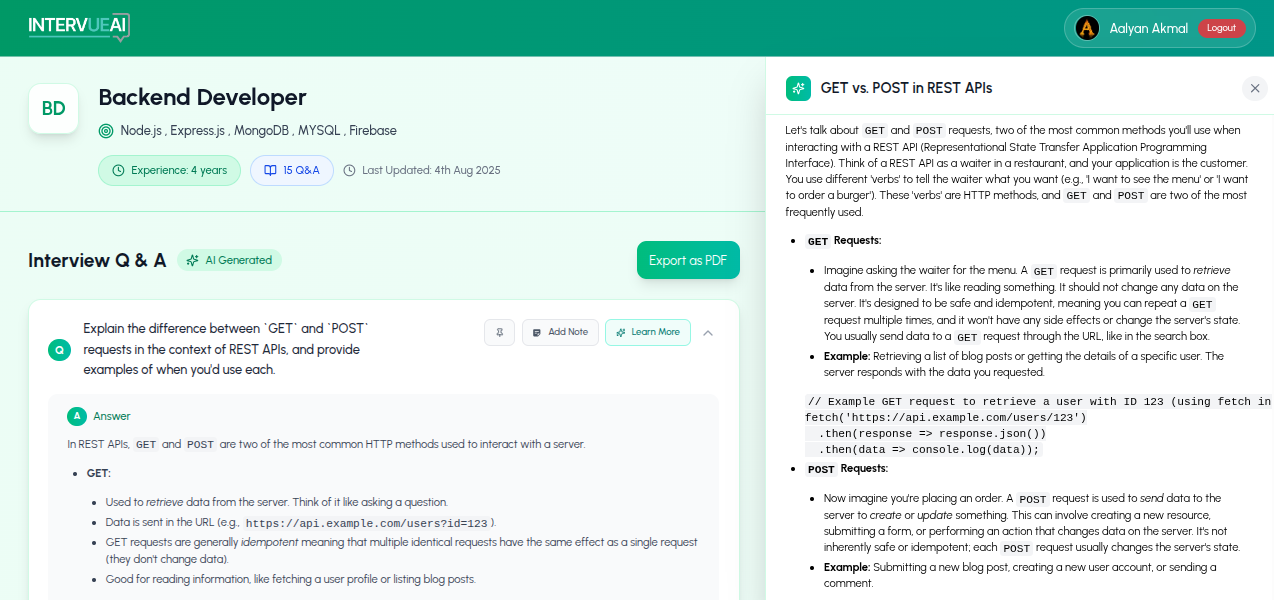 INTERVUEAI
Aalyan Akmal
Logout
BD
Backend Developer
Node.js , Express.js , MongoDB , MYSQL , Firebase
Experience: 4 years
15 Q&A
Last Updated: 4th Aug 2025
Interview Q & A
AI Generated
Export as PDF
Q
Explain the difference between `GET` and `POST`
requests in the context of REST APIs, and provide
examples of when you'd use each.
Add Note
Learn More
A
Answer
In REST APIs, GET and POST are two of the most common HTTP methods used to interact with a server.
• GET:
• Used to retrieve data from the server. Think of it like asking a question.
• Data is sent in the URL (e.g., https://api.example.com/users?id=123 ).
• GET requests are generally idempotent meaning that multiple identical requests have the same effect as a single request
(they don't change data).
• Good for reading information, like fetching a user profile or listing blog posts.
GET vs. POST in REST APIs
Let's talk about GET and POST requests, two of the most common methods you'll use when
interacting with a REST API (Representational State Transfer Application Programming
Interface). Think of a REST API as a waiter in a restaurant, and your application is the customer.
You use different 'verbs' to tell the waiter what you want (e.g., 'I want to see the menu' or 'I want
to order a burger'). These 'verbs' are HTTP methods, and GET and POST are two of the most
frequently used.
• GET Requests:
• Imagine asking the waiter for the menu. A GET request is primarily used to retrieve
data from the server. It's like reading something. It should not change any data on the
server. It's designed to be safe and idempotent, meaning you can repeat a GET
request multiple times, and it won't have any side effects or change the server's state.
You usually send data to a GET request through the URL, like in the search box.
• Example: Retrieving a list of blog posts or getting the details of a specific user. The
server responds with the data you requested.
// Example GET request to retrieve a user with ID 123 (using fetch in
fetch('https://api.example.com/users/123')
.then(response => response.json())
.then(data => console.log(data));
• POST Requests:
• Now imagine you're placing an order. A POST request is used to send data to the
server to create or update something. This can involve creating a new resource,
submitting a form, or performing an action that changes data on the server. It's not
inherently safe or idempotent; each POST request usually changes the server's state.
• Example: Submitting a new blog post, creating a new user account, or sending a
comment.